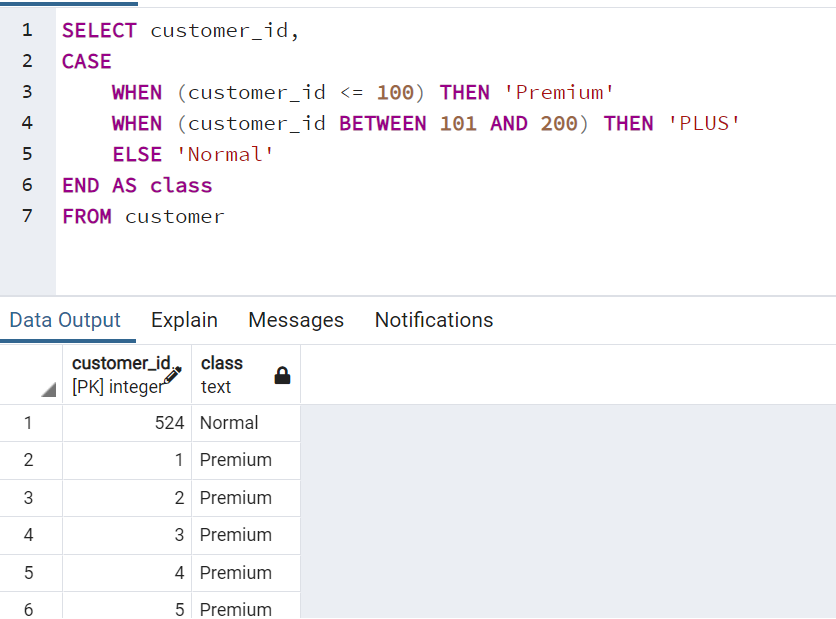 1 SELECT customer_id,
2 CASE
3 WHEN (customer_id <= 100) THEN 'Premium'
4 WHEN (customer_id BETWEEN 101 AND 200) THEN 'PLUS'
5 ELSE 'Normal'
6 END AS class
7 FROM customer
Data Output Explain Messages Notifications
customer_id class
[PK] integer text
1 524 Normal
2 1 Premium
3 2 Premium
4 3 Premium
5 4 Premium
6 5 Premium